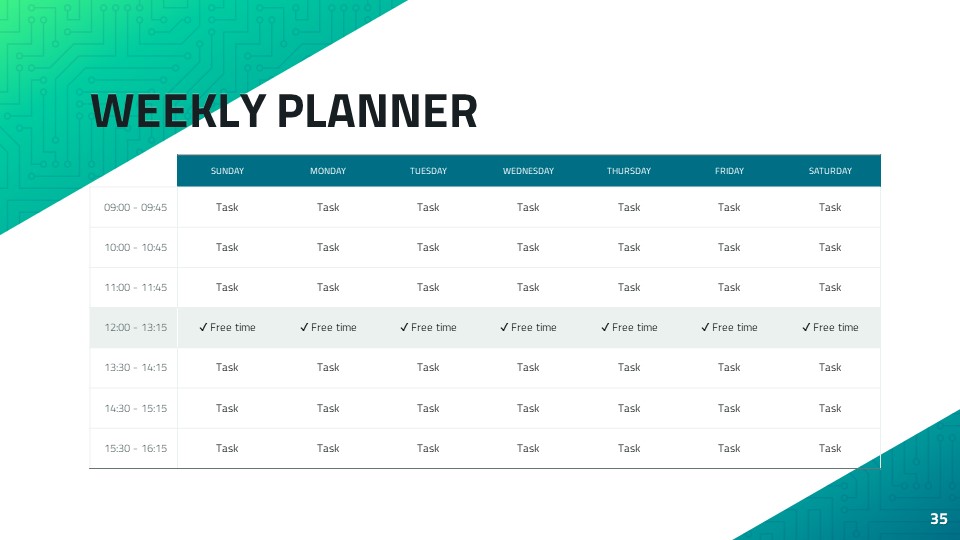 WEEKLY PLANNER
SUNDAY MONDAY TUESDAY WEDNESDAY THURSDAY FRIDAY SATURDAY
09:00 - 09:45 Task Task Task Task Task Task Task
10:00 - 10:45 Task Task Task Task Task Task Task
11:00 - 11:45 Task Task Task Task Task Task Task
12:00 - 13:15 ✓ Free time ✓ Free time ✓ Free time ✓ Free time ✓ Free time ✓ Free time ✓ Free time
13:30 - 14:15 Task Task Task Task Task Task Task
14:30 - 15:15 Task Task Task Task Task Task Task
15:30 - 16:15 Task Task Task Task Task Task Task
35